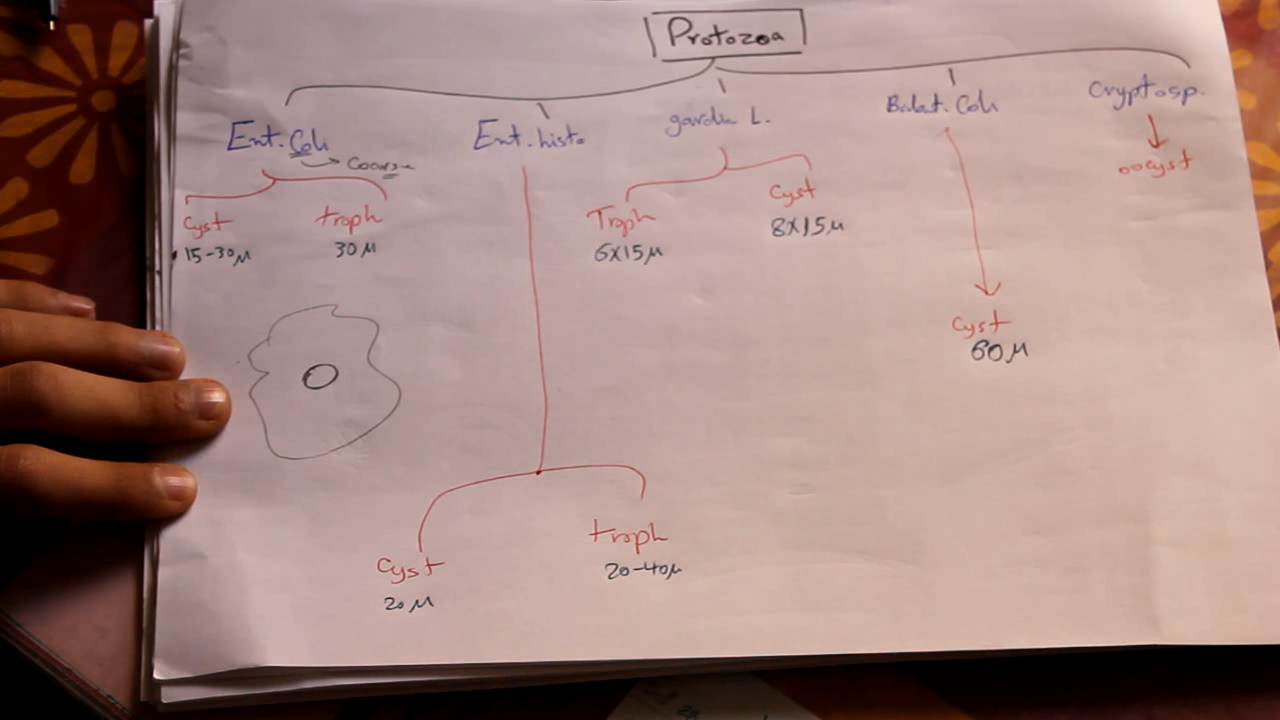 Protozoa
Ent. Coli
Coarse
Cyst
15-30μ
troph
30μ
Ent. histo
Cyst
20μ
troph
20-40μ
gardia L.
Troph
6X15μ
Cyst
8X15μ
Balat. Coli
Cyst
60μ
Cryptosp.
oocyst